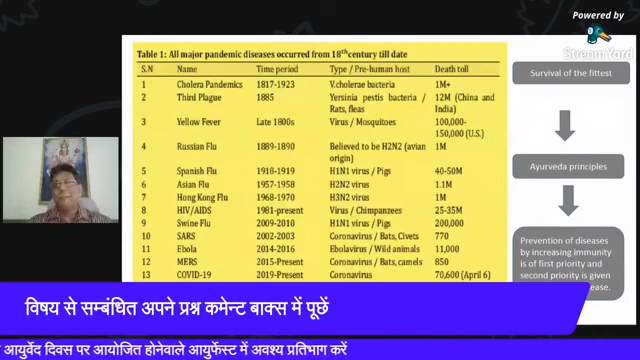 Powered by
StreamYard
Table 1: All major pandemic diseases occurred from 18th century till date
S.N Name Time period Type / Pre-human host Death toll
1 Cholera Pandemics 1817-1923 V.cholerae bacteria 1M+
2 Third Plague 1885 Yersinia pestis bacteria / 12M (China and
Rats, fleas India)
3 Yellow Fever Late 1800s Virus / Mosquitoes 100,000-
150,000 (U.S.)
4 Russian Flu 1889-1890 Believed to be H2N2 (avian 1M
origin)
5 Spanish Flu 1918-1919 H1N1 virus / Pigs 40-50M
6 Asian Flu 1957-1958 H2N2 virus 1.1M
7 Hong Kong Flu 1968-1970 H3N2 virus 1M
8 HIV/AIDS 1981-present Virus / Chimpanzees 25-35M
9 Swine Flu 2009-2010 H1N1 virus / Pigs 200,000
10 SARS 2002-2003 Coronavirus / Bats, Civets 770
11 Ebola 2014-2016 Ebolavirus / Wild animals 11,000
12 MERS 2015-Present Coronavirus / Bats, camels 850
13 COVID-19 2019-Present Coronavirus 70,600 (April 6)
Survival of the fittest
Ayurveda principles
Prevention of diseases
by increasing immunity
is of first priority and
second priority is given
विषय से सम्बंधित अपने प्रश्न कमेन्ट बाक्स में पूछें
आयुर्वेद दिवस पर आयोजित होनेवाले आयुर्फेस्ट में अवश्य प्रतिभाग करें